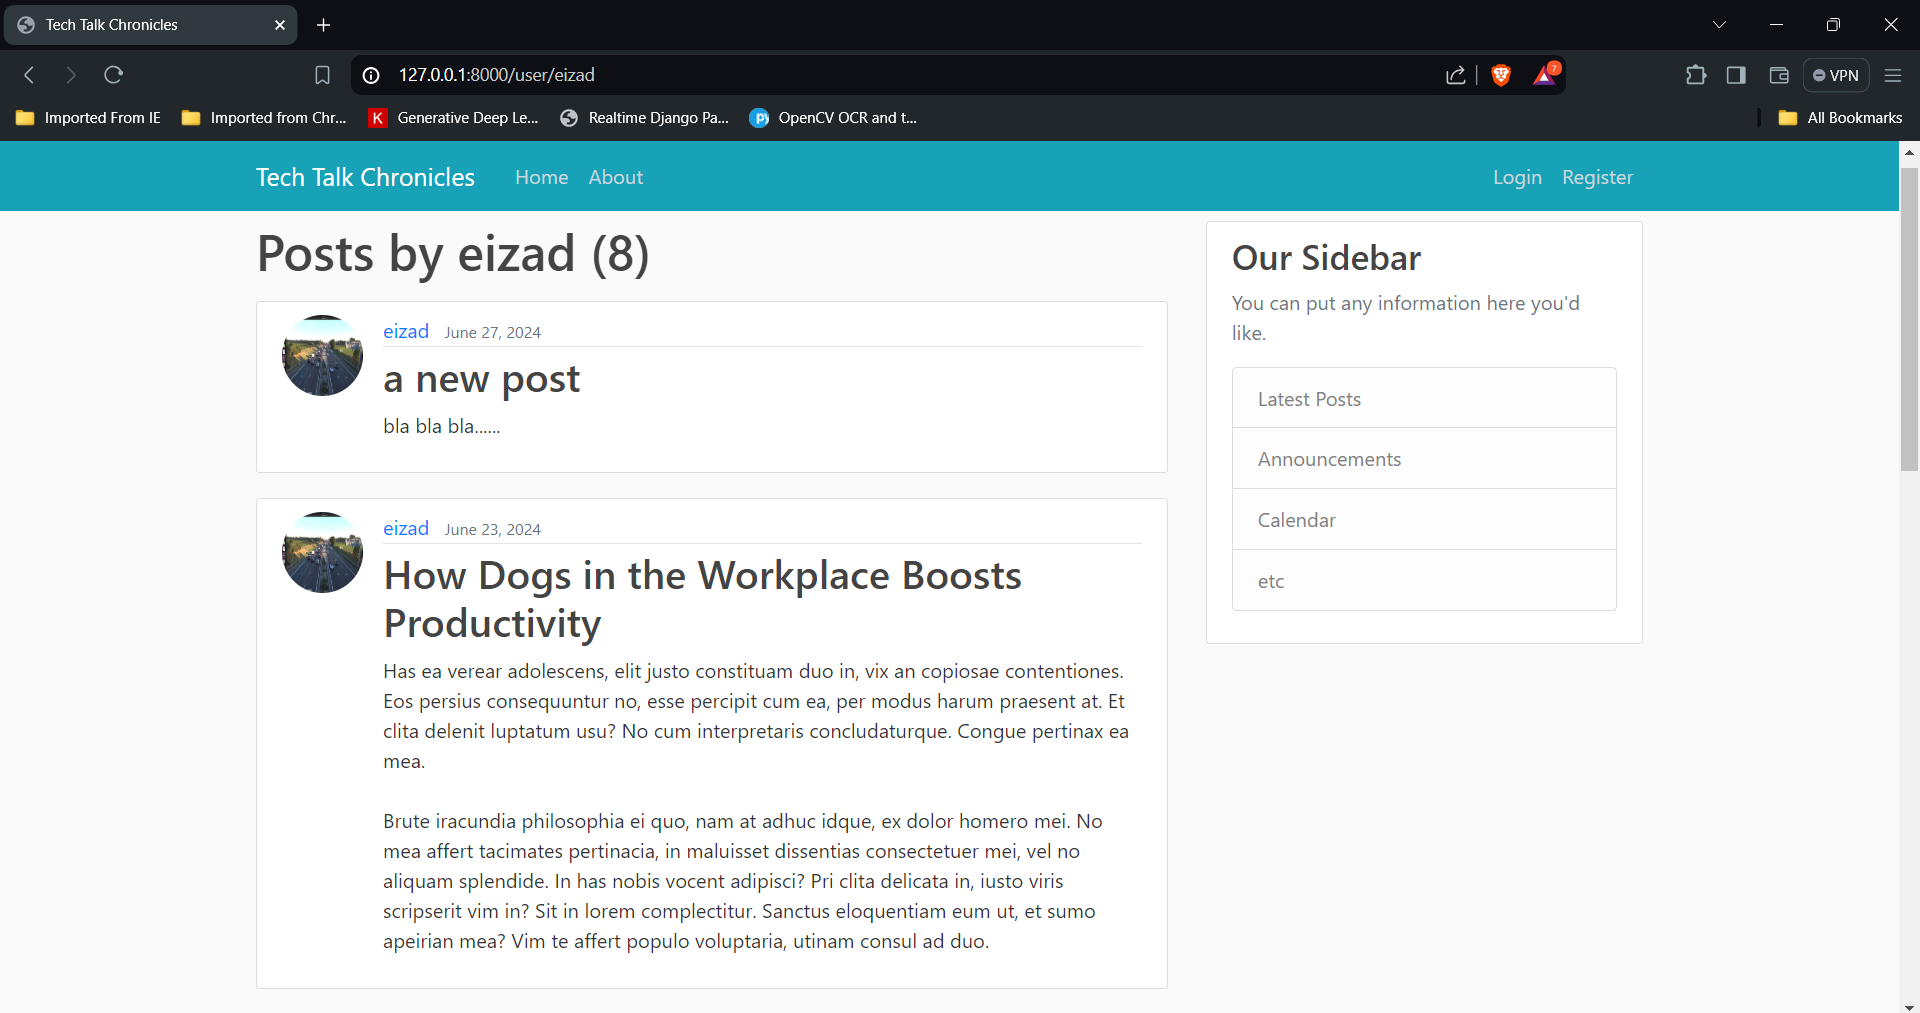 Tech Talk Chronicles
127.0.0.1:8000/user/eizad
7
VPN
Imported From IE
Imported from Chr...
K
Generative Deep Le...
Realtime Django Pa...
py
OpenCV OCR and t...
All Bookmarks
Tech Talk Chronicles
Home
About
Login
Register
Posts by eizad (8)
eizad June 27, 2024
a new post
bla bla bla......
eizad June 23, 2024
How Dogs in the Workplace Boosts
Productivity
Has ea verear adolescens, elit justo constituam duo in, vix an copiosae contentiones.
Eos persius consequuntur no, esse percipit cum ea, per modus harum praesent at. Et
clita delenit luptatum usu? No cum interpretaris concludaturque. Congue pertinax ea
mea.
Brute iracundia philosophia ei quo, nam at adhuc idque, ex dolor homero mei. No
mea affert tacimates pertinacia, in maluisset dissentias consectetuer mei, vel no
aliquam splendide. In has nobis vocent adipisci? Pri clita delicata in, iusto viris
scripserit vim in? Sit in lorem complectitur. Sanctus eloquentiam eum ut, et sumo
apeirian mea? Vim te affert populo voluptaria, utinam consul ad duo.
Our Sidebar
You can put any information here you'd
like.
Latest Posts
Announcements
Calendar
etc